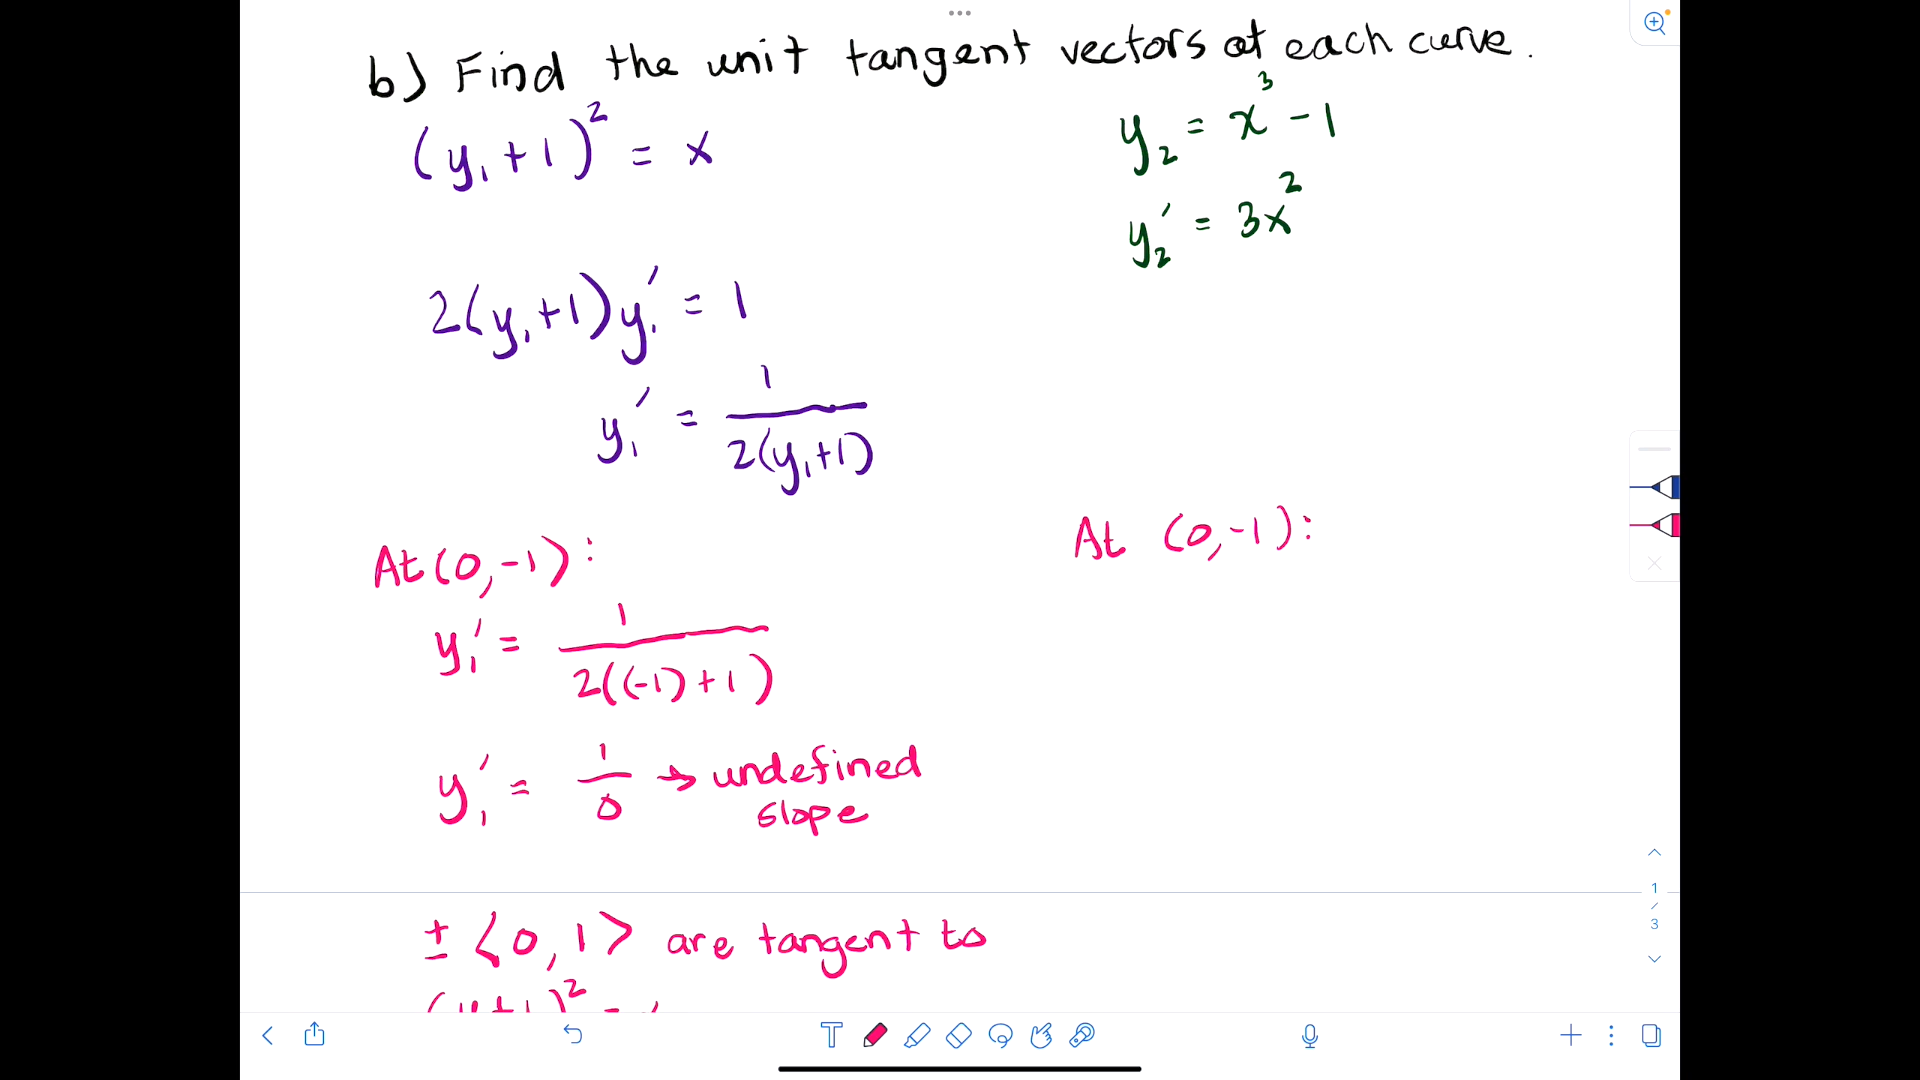 b) Find the unit tangent vectors at each curve.
(y₁+1)² = x
2(y₁+1)y₁′ = 1
y₁′ = 1/(2(y₁+1))
At (0,-1):
y₁′ = 1/(2((-1)+1))
y₁′ = 1/0 → undefined
slope
± ⟨0,1⟩ are tangent to
y₂ = x³ - 1
y₂′ = 3x²
At (0,-1):
1
/
3
T